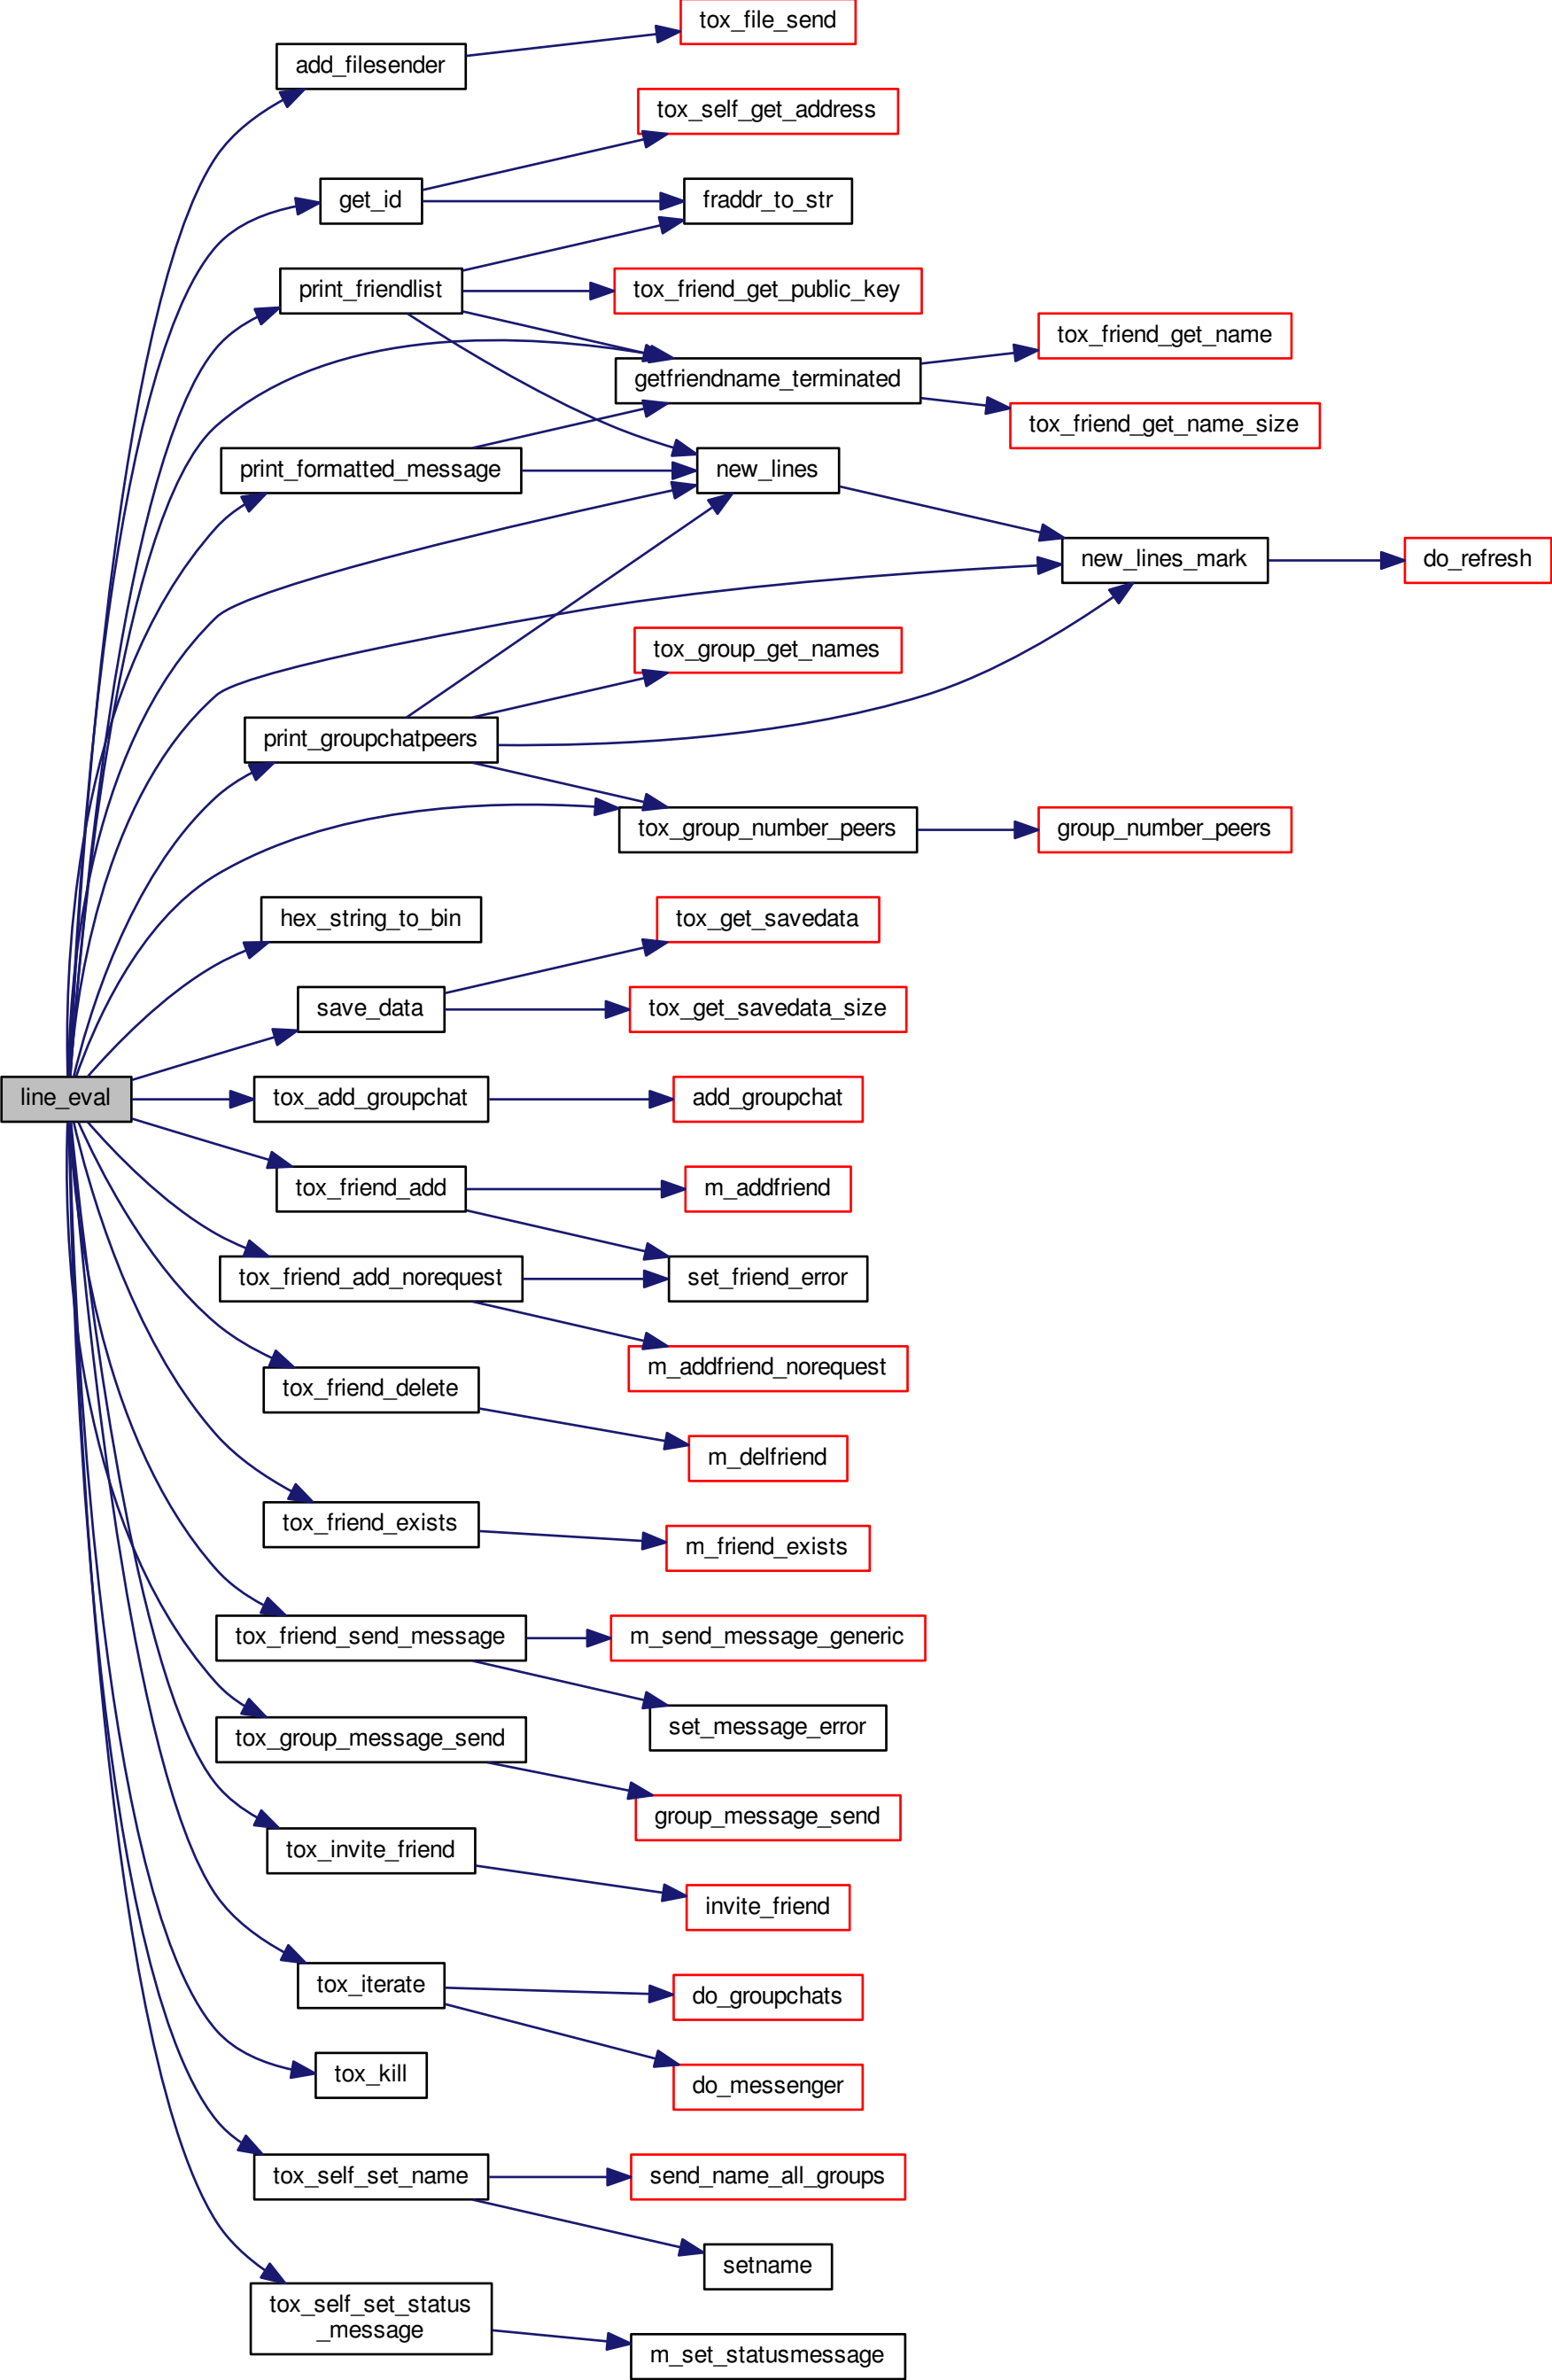 tox_file_send
add_filesender
tox_self_get_address
get_id
fraddr_to_str
print_friendlist
tox_friend_get_public_key
tox_friend_get_name
getfriendname_terminated
tox_friend_get_name_size
print_formatted_message
new_lines
new_lines_mark
do_refresh
tox_group_get_names
print_groupchatpeers
tox_group_number_peers
group_number_peers
hex_string_to_bin
tox_get_savedata
save_data
tox_get_savedata_size
line_eval
tox_add_groupchat
add_groupchat
tox_friend_add
m_addfriend
tox_friend_add_norequest
set_friend_error
m_addfriend_norequest
tox_friend_delete
m_delfriend
tox_friend_exists
m_friend_exists
tox_friend_send_message
m_send_message_generic
set_message_error
tox_group_message_send
group_message_send
tox_invite_friend
invite_friend
tox_iterate
do_groupchats
tox_kill
do_messenger
tox_self_set_name
send_name_all_groups
setname
tox_self_set_status
_message
m_set_statusmessage